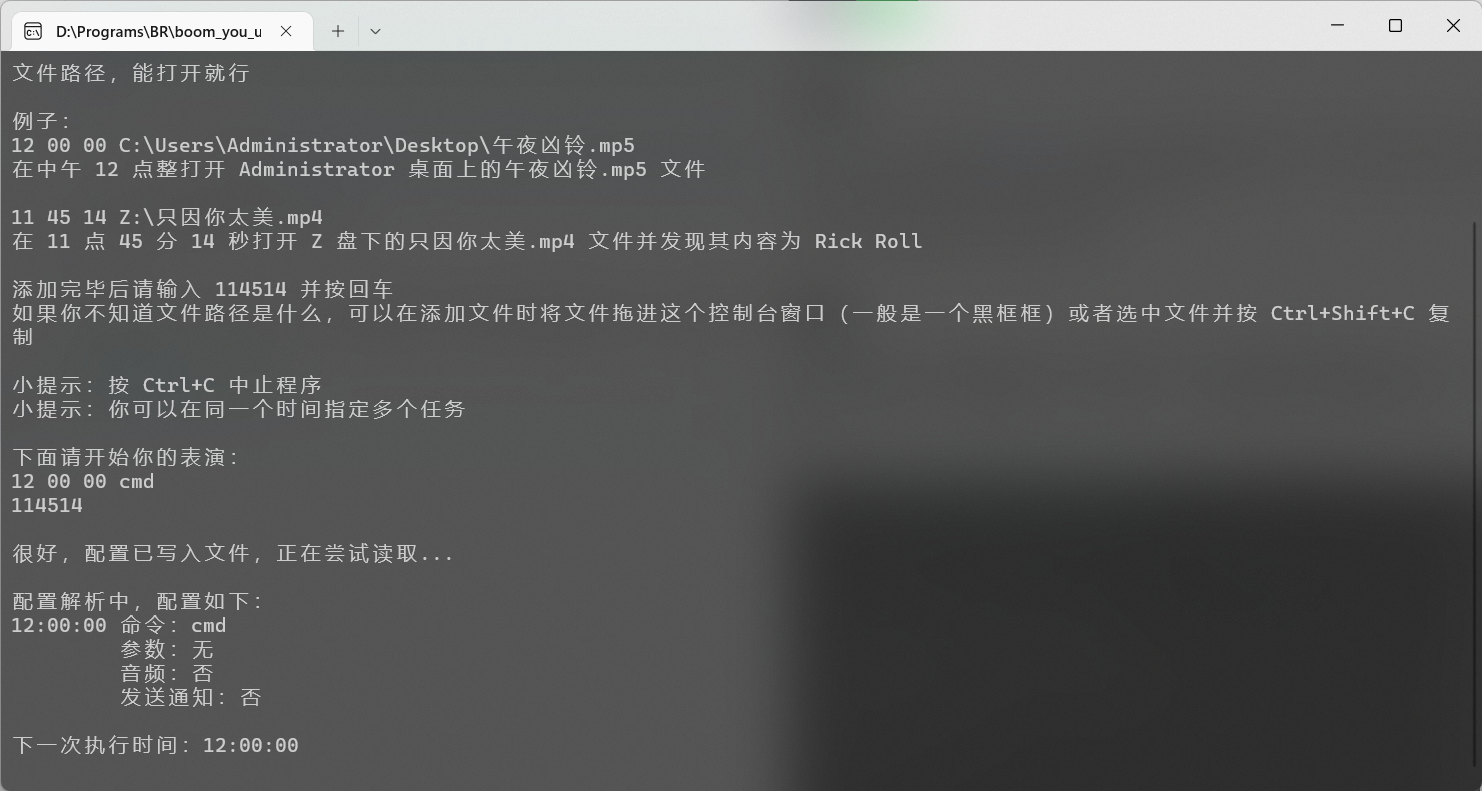 D:\Programs\BR\boom_you_u
文件路径，能打开就行
例子：
12 00 00 C:\Users\Administrator\Desktop\午夜凶铃.mp5
在中午 12 点整打开 Administrator 桌面上的午夜凶铃.mp5 文件
11 45 14 Z:\只因你太美.mp4
在 11 点 45 分 14 秒打开 Z 盘下的只因你太美.mp4 文件并发现其内容为 Rick Roll
添加完毕后请输入 114514 并按回车
如果你不知道文件路径是什么，可以在添加文件时将文件拖进这个控制台窗口（一般是一个黑框框）或者选中文件并按 Ctrl+Shift+C 复
制
小提示：按 Ctrl+C 中止程序
小提示：你可以在同一个时间指定多个任务
下面请开始你的表演：
12 00 00 cmd
114514
很好，配置已写入文件，正在尝试读取...
配置解析中，配置如下：
12:00:00 命令：cmd
参数：无
音频：否
发送通知：否
下一次执行时间：12:00:00